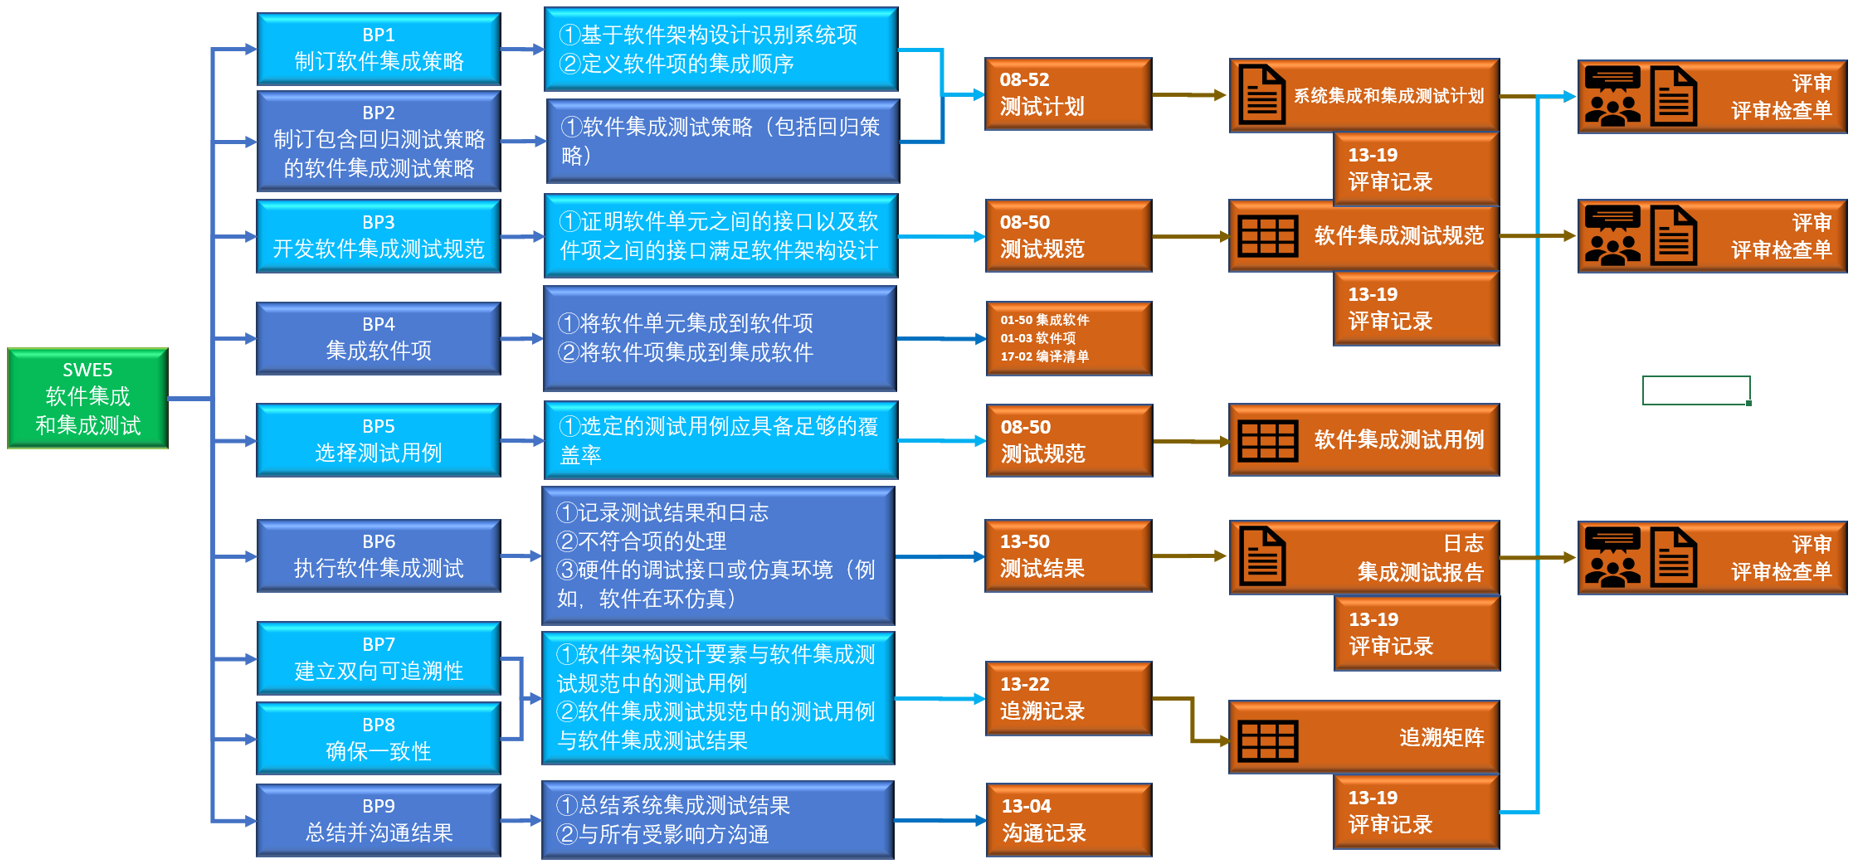 SWE5
软件集成
和集成测试
BP1
制订软件集成策略
①基于软件架构设计识别系统项
②定义软件项的集成顺序
BP2
制订包含回归测试策略
的软件集成测试策略
①软件集成测试策略（包括回归策
略）
08-52
测试计划
系统集成和集成测试计划
13-19
评审记录
评审
评审检查单
BP3
开发软件集成测试规范
①证明软件单元之间的接口以及软
件项之间的接口满足软件架构设计
08-50
测试规范
软件集成测试规范
13-19
评审记录
评审
评审检查单
BP4
集成软件项
①将软件单元集成到软件项
②将软件项集成到集成软件
01-50 集成软件
01-03 软件项
17-02 编译清单
BP5
选择测试用例
①选定的测试用例应具备足够的覆
盖率
08-50
测试规范
软件集成测试用例
BP6
执行软件集成测试
①记录测试结果和日志
②不符合项的处理
③硬件的调试接口或仿真环境（例
如，软件在环仿真）
13-50
测试结果
日志
集成测试报告
13-19
评审记录
评审
评审检查单
BP7
建立双向可追溯性
BP8
确保一致性
①软件架构设计要素与软件集成测
试规范中的测试用例
②软件集成测试规范中的测试用例
与软件集成测试结果
13-22
追溯记录
追溯矩阵
13-19
评审记录
BP9
总结并沟通结果
①总结系统集成测试结果
②与所有受影响方沟通
13-04
沟通记录